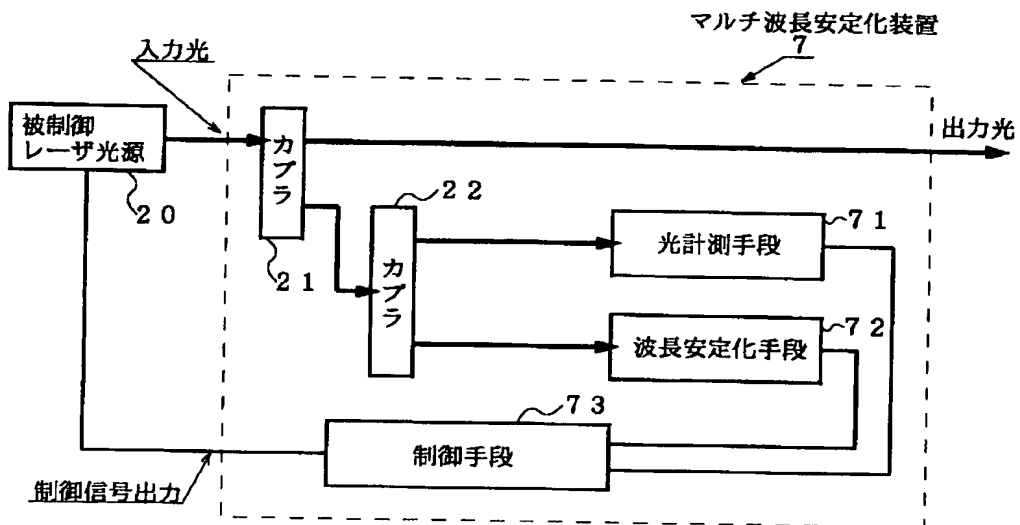 マルチ波長安定化装置
7
入力光
被制御
レーザ光源
20
カプラ
21
出力光
22
カプラ
光計測手段
71
波長安定化手段
72
73
制御手段
制御信号出力